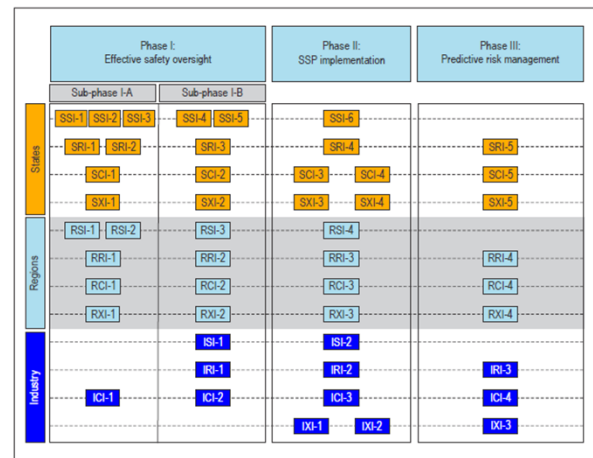 Phase I:
Effective safety oversight
Phase II:
SSP implementation
Phase III:
Predictive risk management
Sub-phase I-A
Sub-phase I-B
States
SSI-1 SSI-2 SSI-3 SSI-4 SSI-5 SSI-6
SRI-1 SRI-2 SRI-3 SRI-4 SRI-5
SCI-1 SCI-2 SCI-3 SCI-4 SCI-5
SXI-1 SXI-2 SXI-3 SXI-4 SXI-5
Regions
RSI-1 RSI-2 RSI-3 RSI-4
RRI-1 RRI-2 RRI-3 RRI-4
RCI-1 RCI-2 RCI-3 RCI-4
RXI-1 RXI-2 RXI-3 RXI-4
Industry
ISI-1 ISI-2
IRI-1 IRI-2 IRI-3
ICI-1 ICI-2 ICI-3 ICI-4
IXI-1 IXI-2 IXI-3